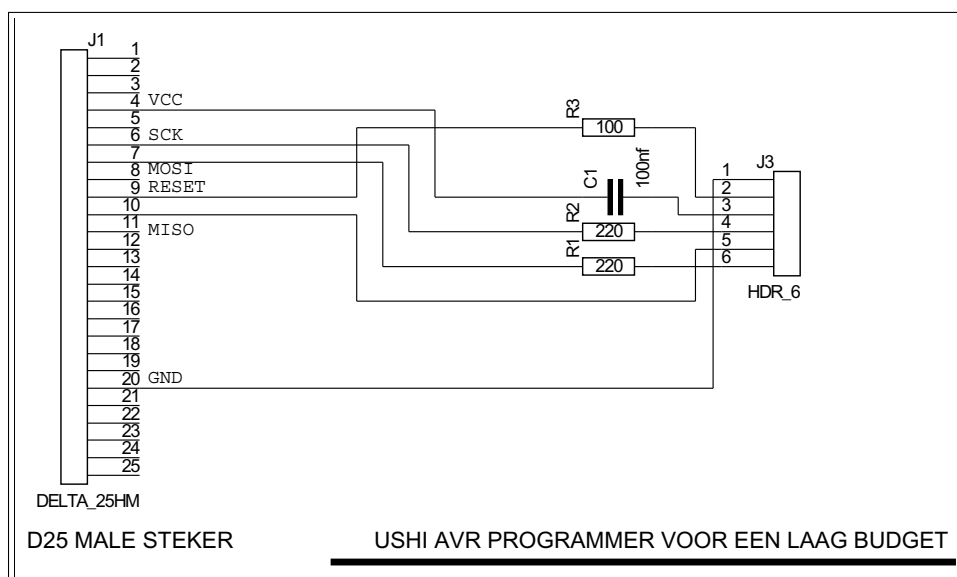 J1
1
2
3
4 VCC
5
6 SCK
7
8 MOSI
9 RESET
10
11 MISO
12
13
14
15
16
17
18
19
20 GND
21
22
23
24
25
DELTA_25HM
R3
100
C1
100nf
R2
220
R1
220
J3
1
2
3
4
5
6
HDR_6
D25 MALE STEKER
USHI AVR PROGRAMMER VOOR EEN LAAG BUDGET